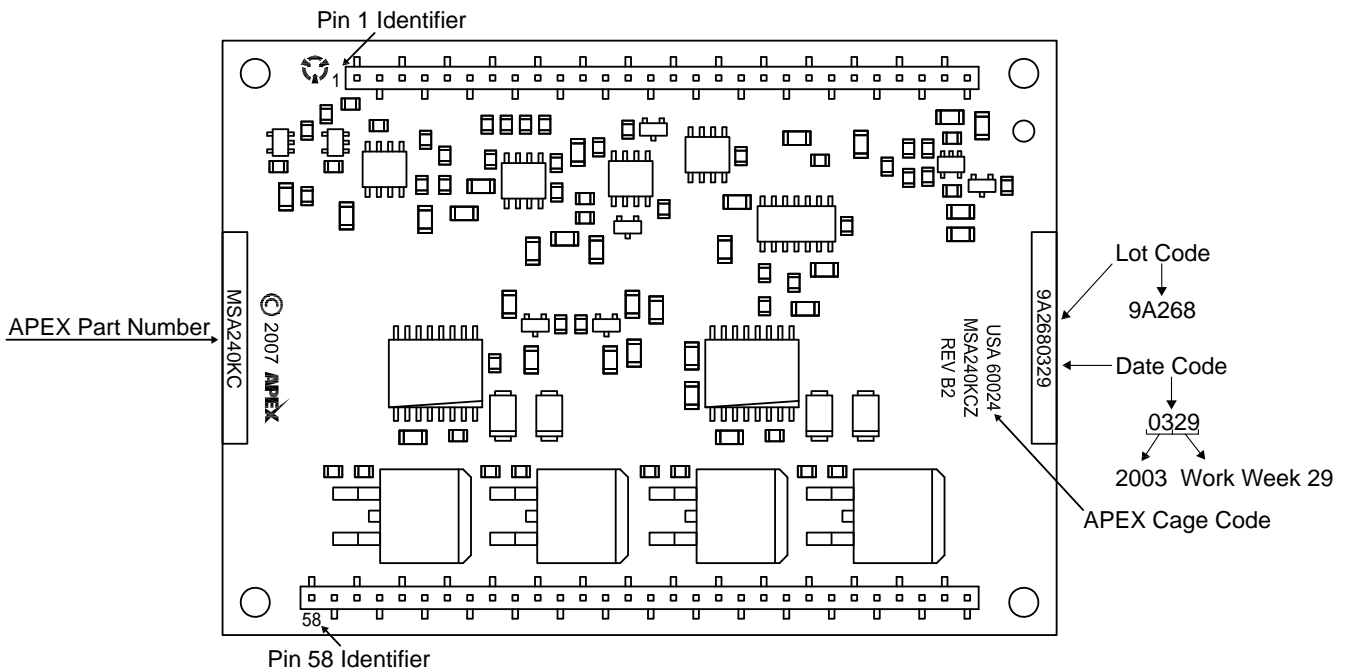 Pin 1 Identifier
1
MSA240KC
© 2007 APEX
USA 60024
MSA240KCZ
REV B2
9A2680329
APEX Part Number
Lot Code
9A268
Date Code
0329
2003 Work Week 29
APEX Cage Code
58
Pin 58 Identifier